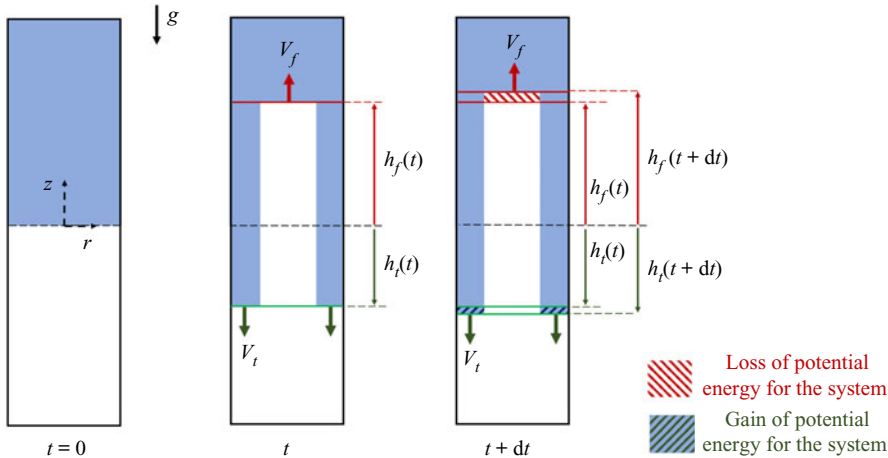 g
V_f
V_f
h_f(t)
h_f(t + dt)
h_f(t)
z
r
h_t(t)
h_t(t)
h_t(t + dt)
V_t
V_t
Loss of potential
energy for the system
Gain of potential
energy for the system
t = 0
t
t + dt